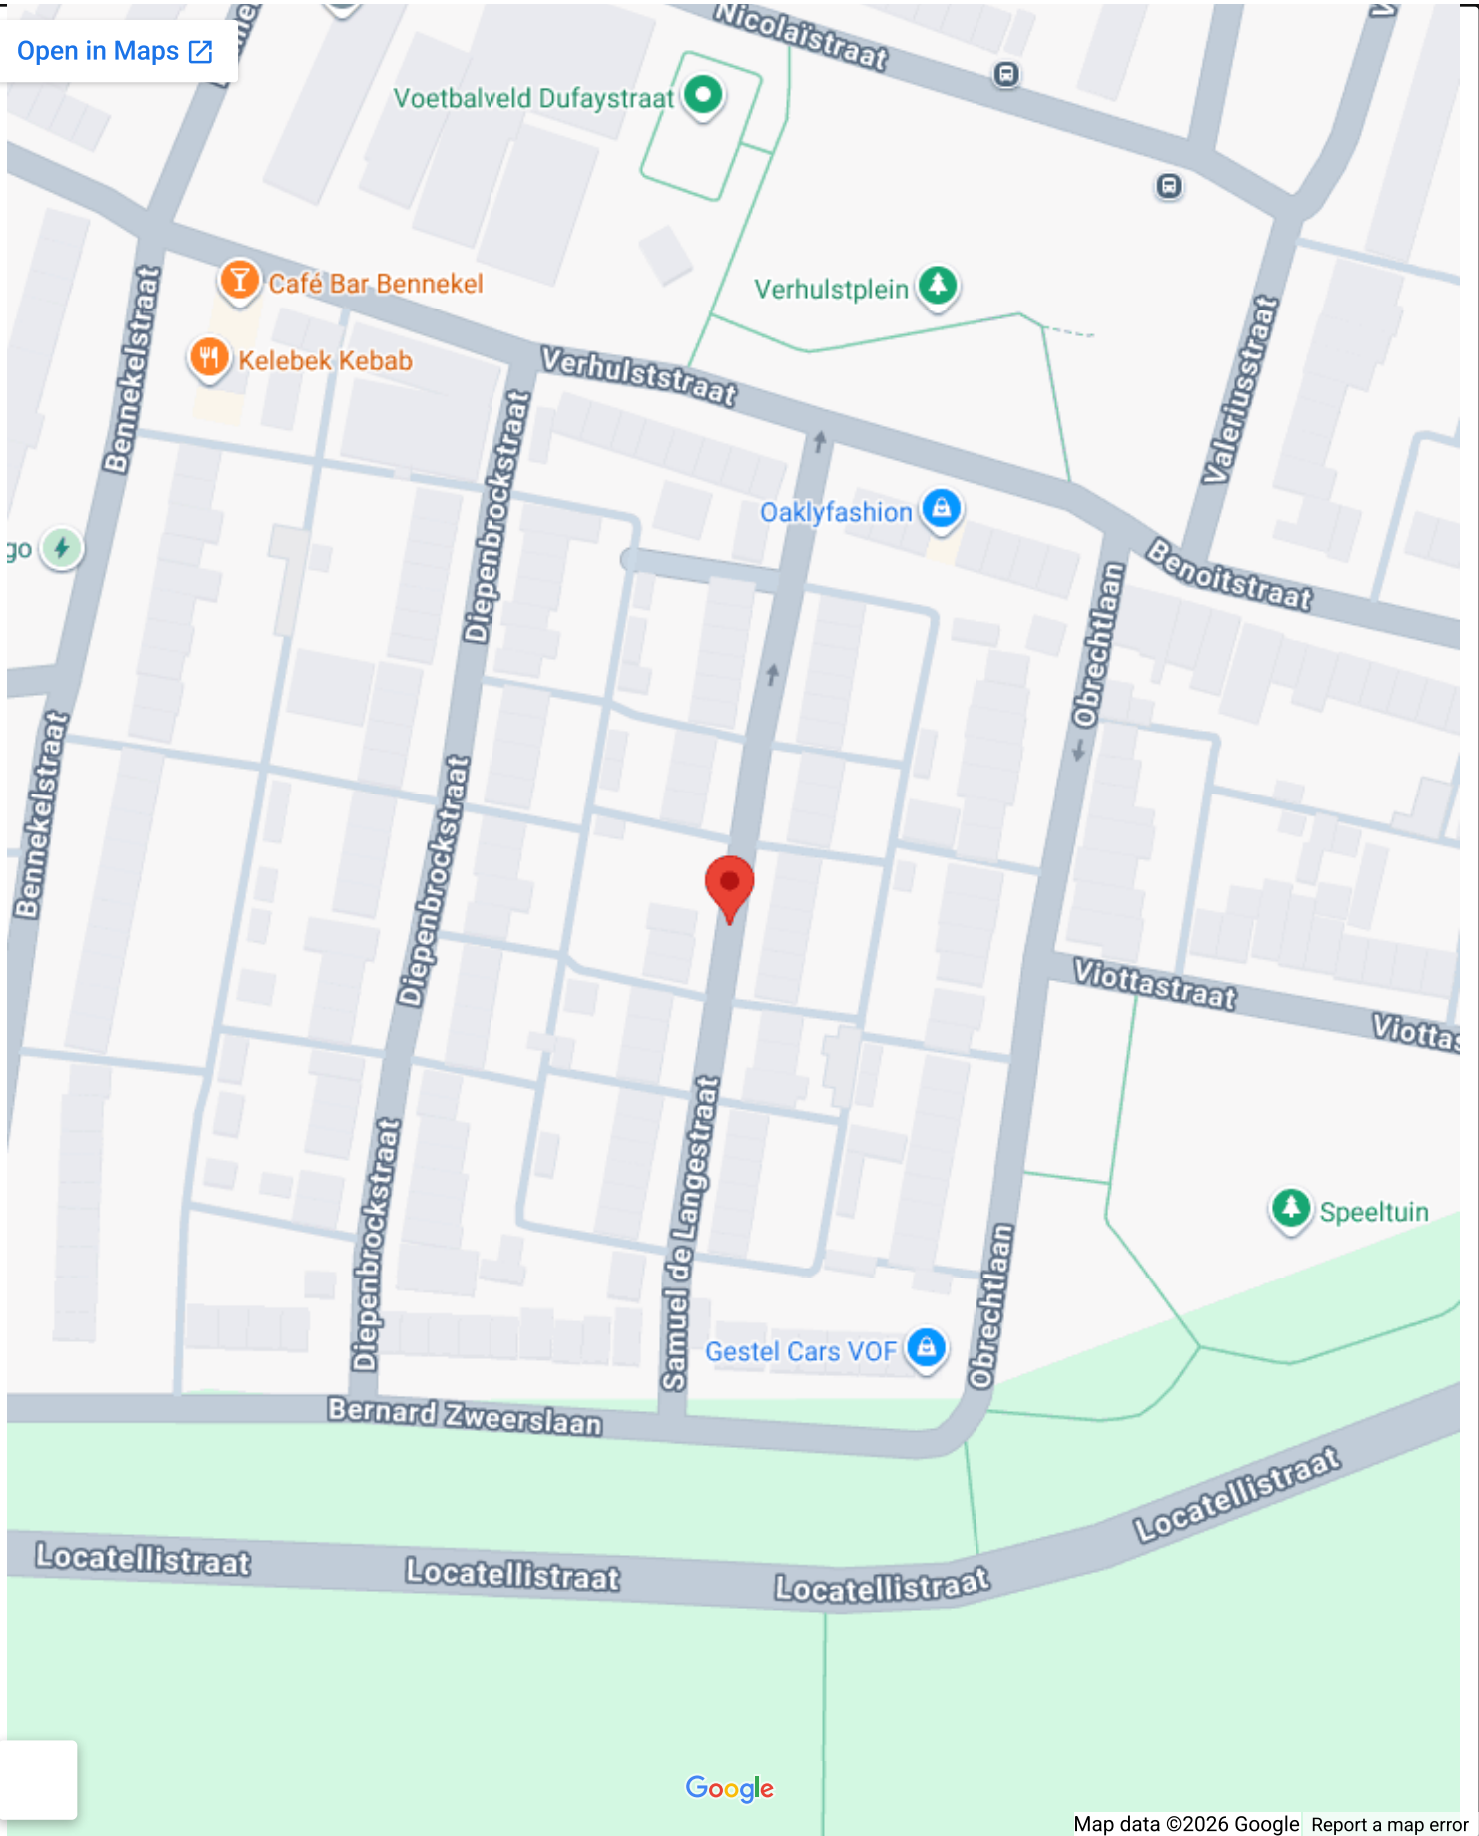 Open in Maps
Nicolaïstraat
Voetbalveld Dufaystraat
Verhulstplein
Café Bar Bennekel
Kelebek Kebab
Bennekelstraat
Verhulststraat
Valeriusstraat
Diepenbrockstraat
Oaklyfashion
go
Benoitstraat
Obrechtlaan
Bennekelstraat
Diepenbrockstraat
Viottastraat
Viottas
Samuel de Langestraat
Diepenbrockstraat
Speeltuin
Obrechtlaan
Gestel Cars VOF
Bernard Zweerslaan
Locatellistraat
Locatellistraat
Locatellistraat
Locatellistraat
Google
Map data ©2026 Google
Report a map error